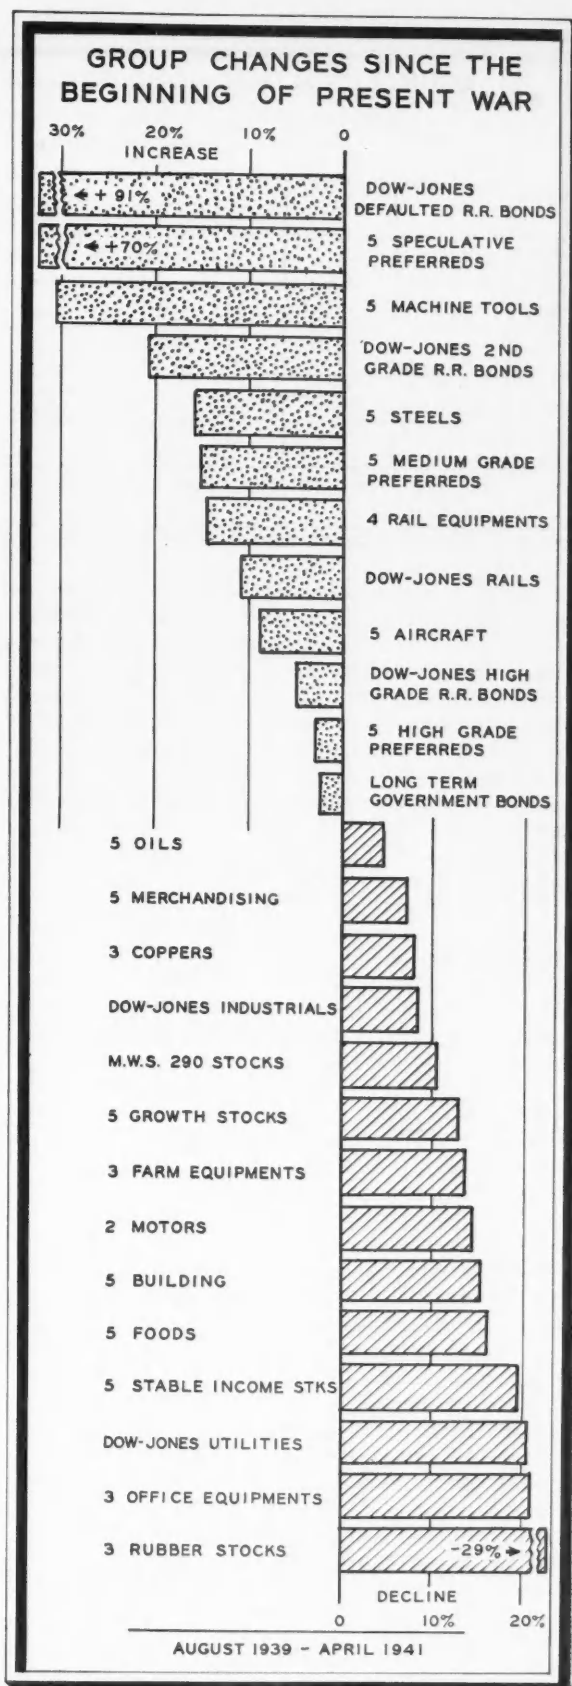 GROUP CHANGES SINCE THE
BEGINNING OF PRESENT WAR
30% 20% 10% 0
INCREASE
← + 91%
DOW-JONES
DEFAULTED R.R. BONDS
← +70%
5 SPECULATIVE
PREFERREDS
5 MACHINE TOOLS
DOW-JONES 2ND
GRADE R.R. BONDS
5 STEELS
5 MEDIUM GRADE
PREFERREDS
4 RAIL EQUIPMENTS
DOW-JONES RAILS
5 AIRCRAFT
DOW-JONES HIGH
GRADE R.R. BONDS
5 HIGH GRADE
PREFERREDS
LONG TERM
GOVERNMENT BONDS
5 OILS
5 MERCHANDISING
3 COPPERS
DOW-JONES INDUSTRIALS
M.W.S. 290 STOCKS
5 GROWTH STOCKS
3 FARM EQUIPMENTS
2 MOTORS
5 BUILDING
5 FOODS
5 STABLE INCOME STKS
DOW-JONES UTILITIES
3 OFFICE EQUIPMENTS
3 RUBBER STOCKS
-29% →
DECLINE
0 10% 20%
AUGUST 1939 - APRIL 1941